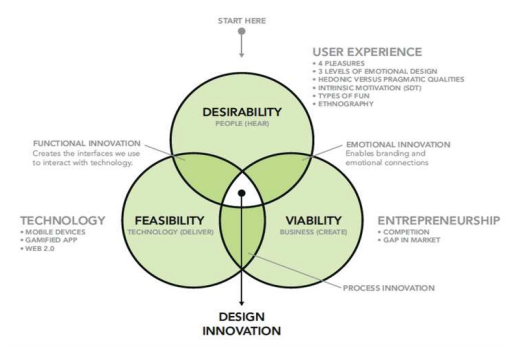 START HERE
USER EXPERIENCE
• 4 PLEASURES
• 3 LEVELS OF EMOTIONAL DESIGN
• HEDONIC VERSUS PRAGMATIC QUALITIES
• INTRINSIC MOTIVATION (SDT)
• TYPES OF FUN
• ETHNOGRAPHY
DESIRABILITY
PEOPLE (HEAR)
FUNCTIONAL INNOVATION
Creates the interfaces we use
to interact with technology.
EMOTIONAL INNOVATION
Enables branding and
emotional connections
TECHNOLOGY
• MOBILE DEVICES
• GAMIFIED APP
• WEB 2.0
FEASIBILITY
TECHNOLOGY (DELIVER)
VIABILITY
BUSINESS (CREATE)
ENTREPRENEURSHIP
• COMPETION
• GAP IN MARKET
PROCESS INNOVATION
DESIGN
INNOVATION